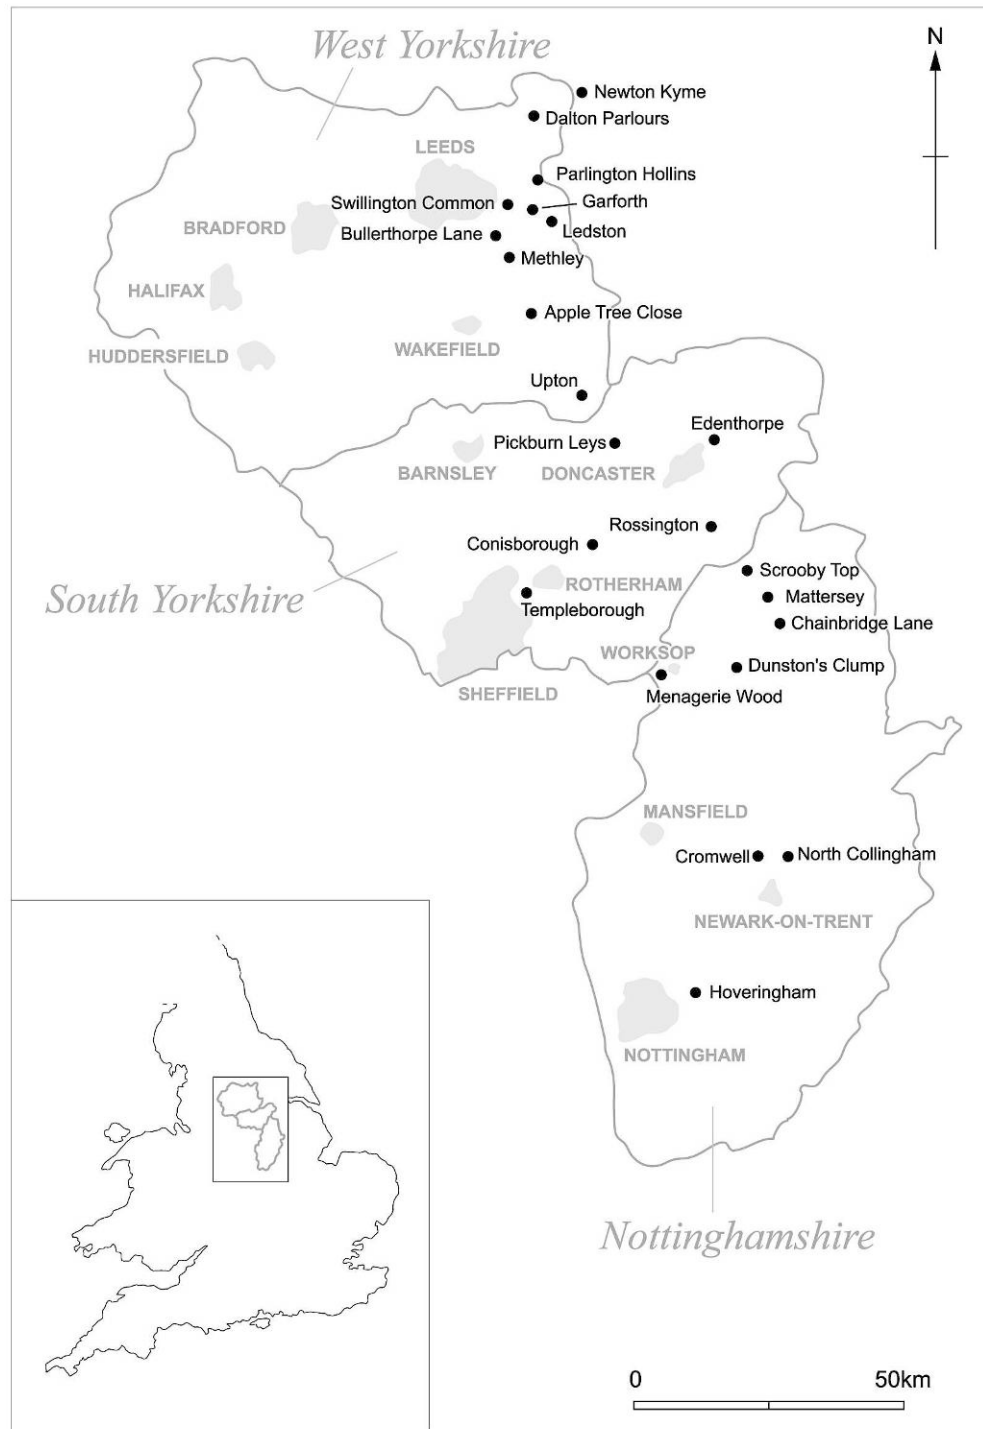 West Yorkshire
N
Newton Kyme
Dalton Parlours
LEEDS
Parlington Hollins
Swillington Common
Garforth
BRADFORD
Bullerthorpe Lane
Ledston
Methley
HALIFAX
Apple Tree Close
WAKEFIELD
HUDDERSFIELD
Upton
Edenthorpe
Pickburn Leys
BARNSLEY
DONCASTER
Rossington
Conisborough
Scrooby Top
ROTHERHAM
South Yorkshire
Mattersey
Templeborough
Chainbridge Lane
WORKSOP
Dunston's Clump
SHEFFIELD
Menagerie Wood
MANSFIELD
Cromwell
North Collingham
NEWARK-ON-TRENT
Hoveringham
NOTTINGHAM
Nottinghamshire
0
50km